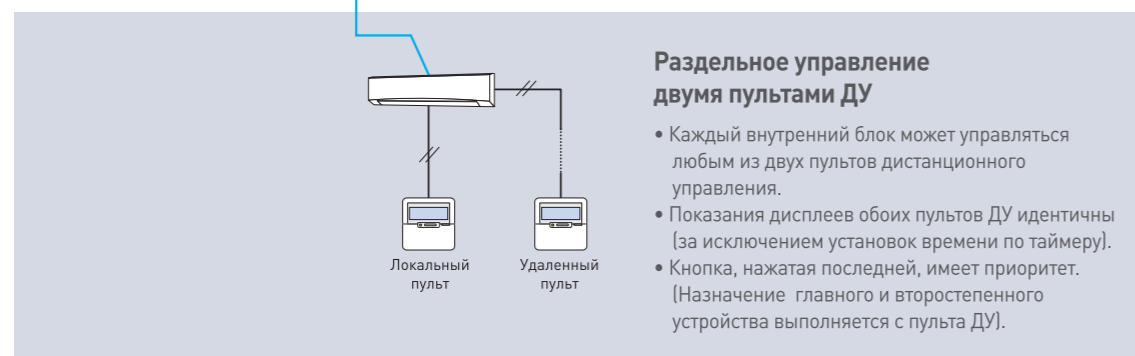 Раздельное управление
двумя пультами ДУ
• Каждый внутренний блок может управляться
любым из двух пультов дистанционного
управления.
• Показания дисплеев обоих пультов ДУ идентичны
(за исключением установок времени по таймеру).
• Кнопка, нажатая последней, имеет приоритет.
(Назначение главного и второстепенного
устройства выполняется с пульта ДУ).
Локальный
пульт
Удаленный
пульт